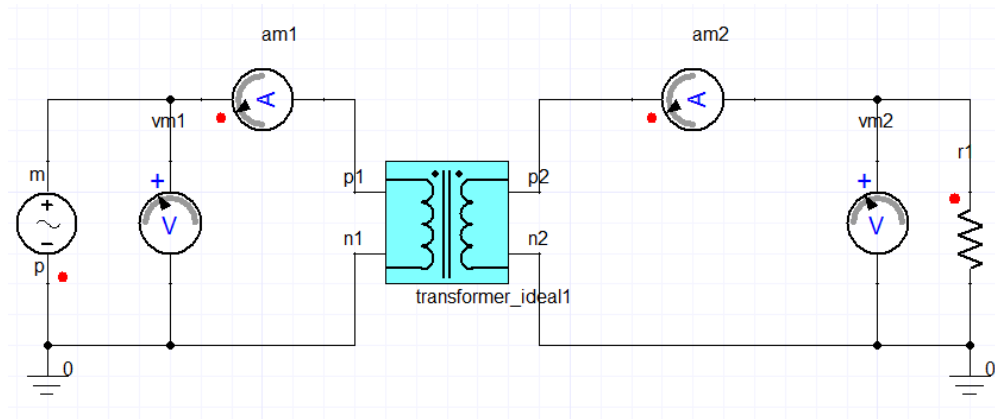 am1
am2
vm1
vm2
r1
m
+
+
+
p1
p2
A
A
V
V
−
n1
n2
p
transformer_ideal1
0
0